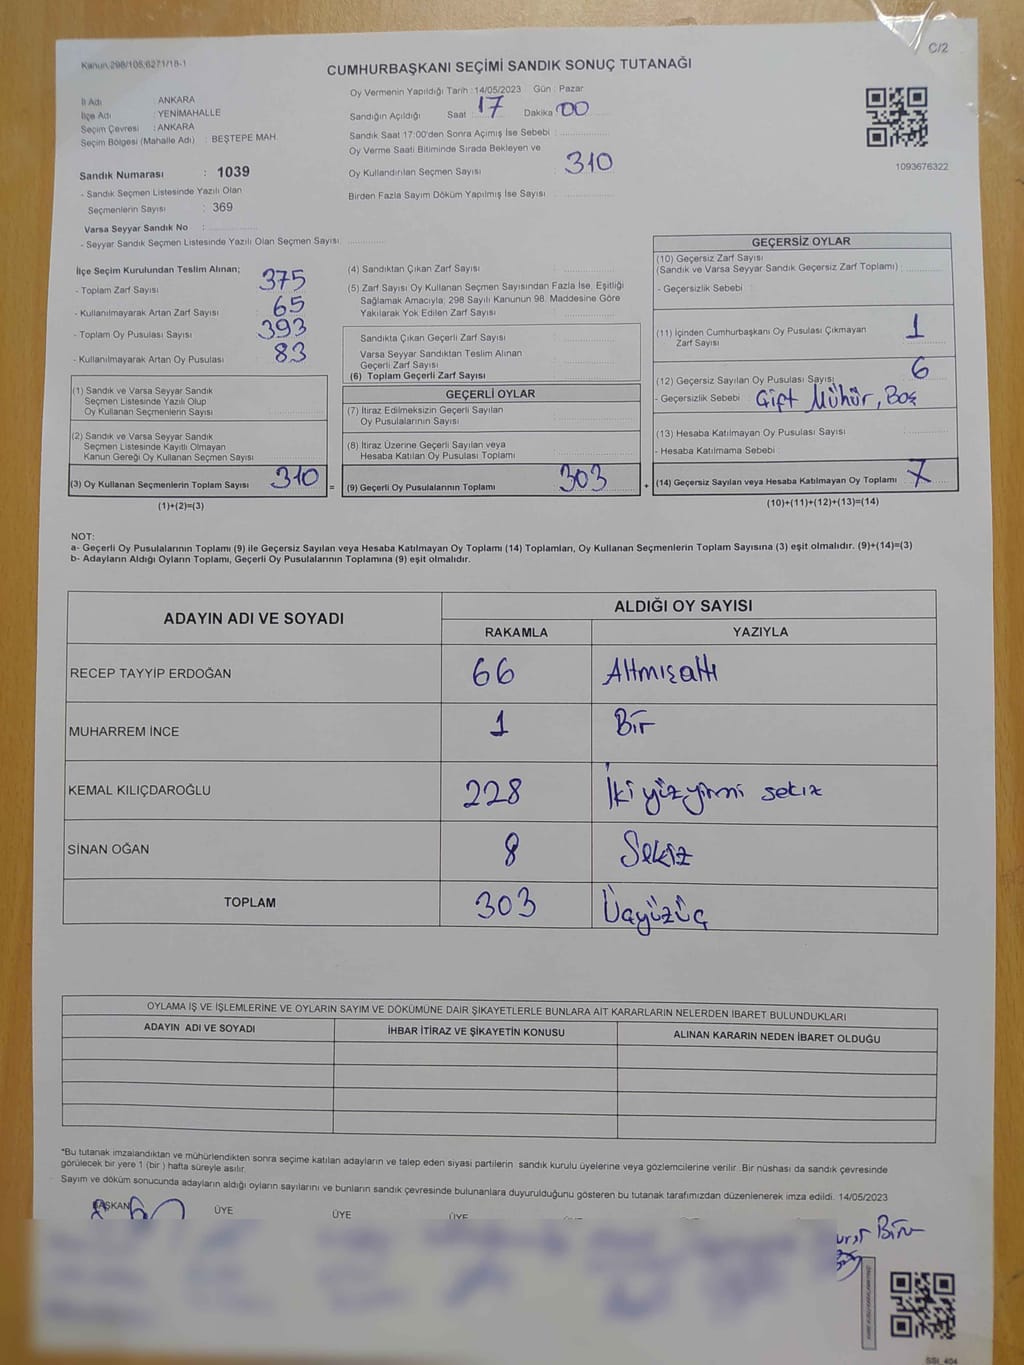 Kanun:298/105;6271/18-1
C/2
CUMHURBAŞKANI SEÇİMİ SANDIK SONUÇ TUTANAĞI
İl Adı ANKARA
İlçe Adı : YENİMAHALLE
Seçim Çevresi : ANKARA
Seçim Bölgesi (Mahalle Adı) : BEŞTEPE MAH.
Oy Vermenin Yapıldığı Tarih : 14/05/2023 Gün : Pazar
Sandığın Açıldığı Saat : 17 Dakika 00
Sandık Saat 17:00'den Sonra Açımış İse Sebebi :
Oy Verme Saati Bitiminde Sırada Bekleyen ve
Oy Kullandırılan Seçmen Sayısı : 310
Birden Fazla Sayım Döküm Yapılmış İse Sayısı :
1093676322
Sandık Numarası : 1039
- Sandık Seçmen Listesinde Yazılı Olan
Seçmenlerin Sayısı : 369
Varsa Seyyar Sandık No :
- Seyyar Sandık Seçmen Listesinde Yazılı Olan Seçmen Sayısı:
İlçe Seçim Kurulundan Teslim Alınan;
- Toplam Zarf Sayısı 375
- Kullanılmayarak Artan Zarf Sayısı : 65
- Toplam Oy Pusulası Sayısı : 393
- Kullanılmayarak Artan Oy Pusulası : 83
(4) Sandıktan Çıkan Zarf Sayısı
(5) Zarf Sayısı Oy Kullanan Seçmen Sayısından Fazla İse, Eşitliği
Sağlamak Amacıyla; 298 Sayılı Kanunun 98. Maddesine Göre
Yakılarak Yok Edilen Zarf Sayısı :
Sandıkta Çıkan Geçerli Zarf Sayısı
Varsa Seyyar Sandıktan Teslim Alınan
Geçerli Zarf Sayısı
(6) Toplam Geçerli Zarf Sayısı
GEÇERSİZ OYLAR
(10) Geçersiz Zarf Sayısı
(Sandık ve Varsa Seyyar Sandık Geçersiz Zarf Toplamı) :
- Geçersizlik Sebebi :
(11) İçinden Cumhurbaşkanı Oy Pusulası Çıkmayan
Zarf Sayısı 1
(12) Geçersiz Sayılan Oy Pusulası Sayısı 6
- Geçersizlik Sebebi Çift Mühür, Boş
(13) Hesaba Katılmayan Oy Pusulası Sayısı
- Hesaba Katılmama Sebebi :
(14) Geçersiz Sayılan veya Hesaba Katılmayan Oy Toplamı 7
(10)+(11)+(12)+(13)=(14)
(1) Sandık ve Varsa Seyyar Sandık
Seçmen Listesinde Yazılı Olup
Oy Kullanan Seçmenlerin Sayısı
(2) Sandık ve Varsa Seyyar Sandık
Seçmen Listesinde Kayıtlı Olmayan
Kanun Gereği Oy Kullanan Seçmen Sayısı
(3) Oy Kullanan Seçmenlerin Toplam Sayısı 310 =
(1)+(2)=(3)
GEÇERLİ OYLAR
(7) İtiraz Edilmeksizin Geçerli Sayılan
Oy Pusulalarının Sayısı
(8) İtiraz Üzerine Geçerli Sayılan veya
Hesaba Katılan Oy Pusulası Toplamı
(9) Geçerli Oy Pusulalarının Toplamı 303 +
NOT:
a- Geçerli Oy Pusulalarının Toplamı (9) ile Geçersiz Sayılan veya Hesaba Katılmayan Oy Toplamı (14) Toplamları, Oy Kullanan Seçmenlerin Toplam Sayısına (3) eşit olmalıdır. (9)+(14)=(3)
b- Adayların Aldığı Oyların Toplamı, Geçerli Oy Pusulalarının Toplamına (9) eşit olmalıdır.
ADAYIN ADI VE SOYADI ALDIĞI OY SAYISI
RAKAMLA YAZIYLA
RECEP TAYYİP ERDOĞAN 66 Altmışaltı
MUHARREM İNCE 1 Bir
KEMAL KILIÇDAROĞLU 228 İki yüz yirmi sekiz
SİNAN OĞAN 8 Sekiz
TOPLAM 303 Üçyüzüç
OYLAMA İŞ VE İŞLEMLERİNE VE OYLARIN SAYIM VE DÖKÜMÜNE DAİR ŞİKAYETLERLE BUNLARA AİT KARARLARIN NELERDEN İBARET BULUNDUKLARI
ADAYIN ADI VE SOYADI İHBAR İTİRAZ VE ŞİKAYETİN KONUSU ALINAN KARARIN NEDEN İBARET OLDUĞU
*Bu tutanak imzalandıktan ve mühürlendikten sonra seçime katılan adayların ve talep eden siyasi partilerin sandık kurulu üyelerine veya gözlemcilerine verilir. Bir nüshası da sandık çevresinde
görülecek bir yere 1 (bir) hafta süreyle asılır.
Sayım ve döküm sonucunda adayların aldığı oyların sayılarını ve bunların sandık çevresinde bulunanlara duyurulduğunu gösteren bu tutanak tarafımızdan düzenlenerek imza edildi. 14/05/2023
BAŞKAN ÜYE ÜYE ÜYE